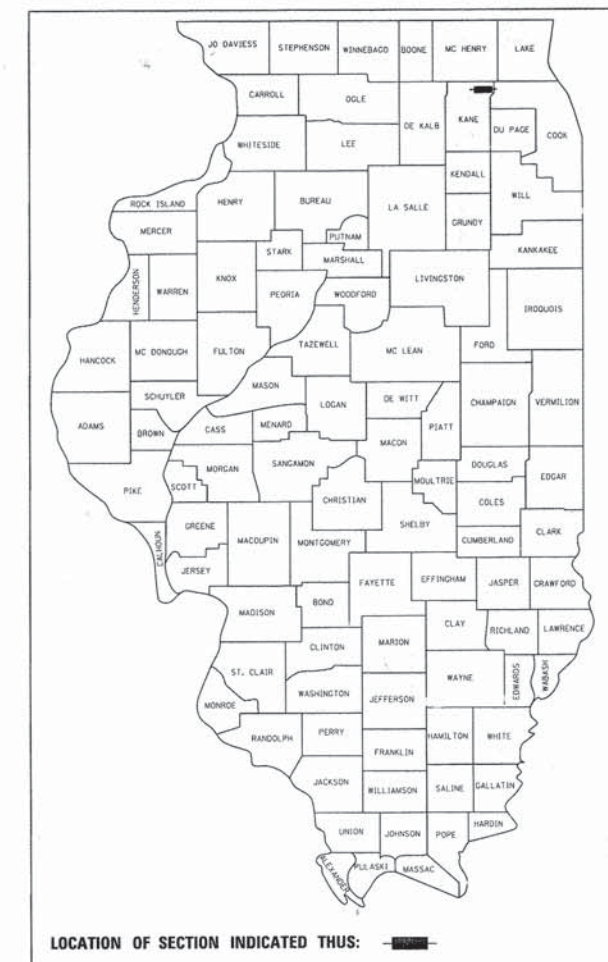 JO DAVIESS STEPHENSON WINNEBAGO BOONE MC HENRY LAKE
CARROLL OGLE DE KALB KANE DU PAGE COOK
WHITESIDE LEE KENDALL WILL
ROCK ISLAND HENRY BUREAU LA SALLE GRUNDY
MERCER PUTNAM KANKAKEE
HENDERSON WARREN KNOX STARK MARSHALL LIVINGSTON
PEORIA WOODFORD IROQUOIS
HANCOCK MC DONOUGH FULTON TAZEWELL MC LEAN FORD
SCHUYLER MASON LOGAN DE WITT CHAMPAIGN VERMILION
ADAMS BROWN CASS MENARD MACON PIATT
PIKE SCOTT MORGAN SANGAMON CHRISTIAN MOULTRIE DOUGLAS EDGAR
GREENE SHELBY COLES
CALHOUN MACOUPIN MONTGOMERY CUMBERLAND CLARK
JERSEY FAYETTE EFFINGHAM JASPER CRAWFORD
MADISON BOND CLAY RICHLAND LAWRENCE
CLINTON MARION
ST. CLAIR WAYNE EDWARDS WABASH
MONROE WASHINGTON JEFFERSON
RANDOLPH PERRY HAMILTON WHITE
FRANKLIN
JACKSON WILLIAMSON SALINE GALLATIN
UNION JOHNSON POPE HARDIN
ALEXANDER PULASKI MASSAC
LOCATION OF SECTION INDICATED THUS: